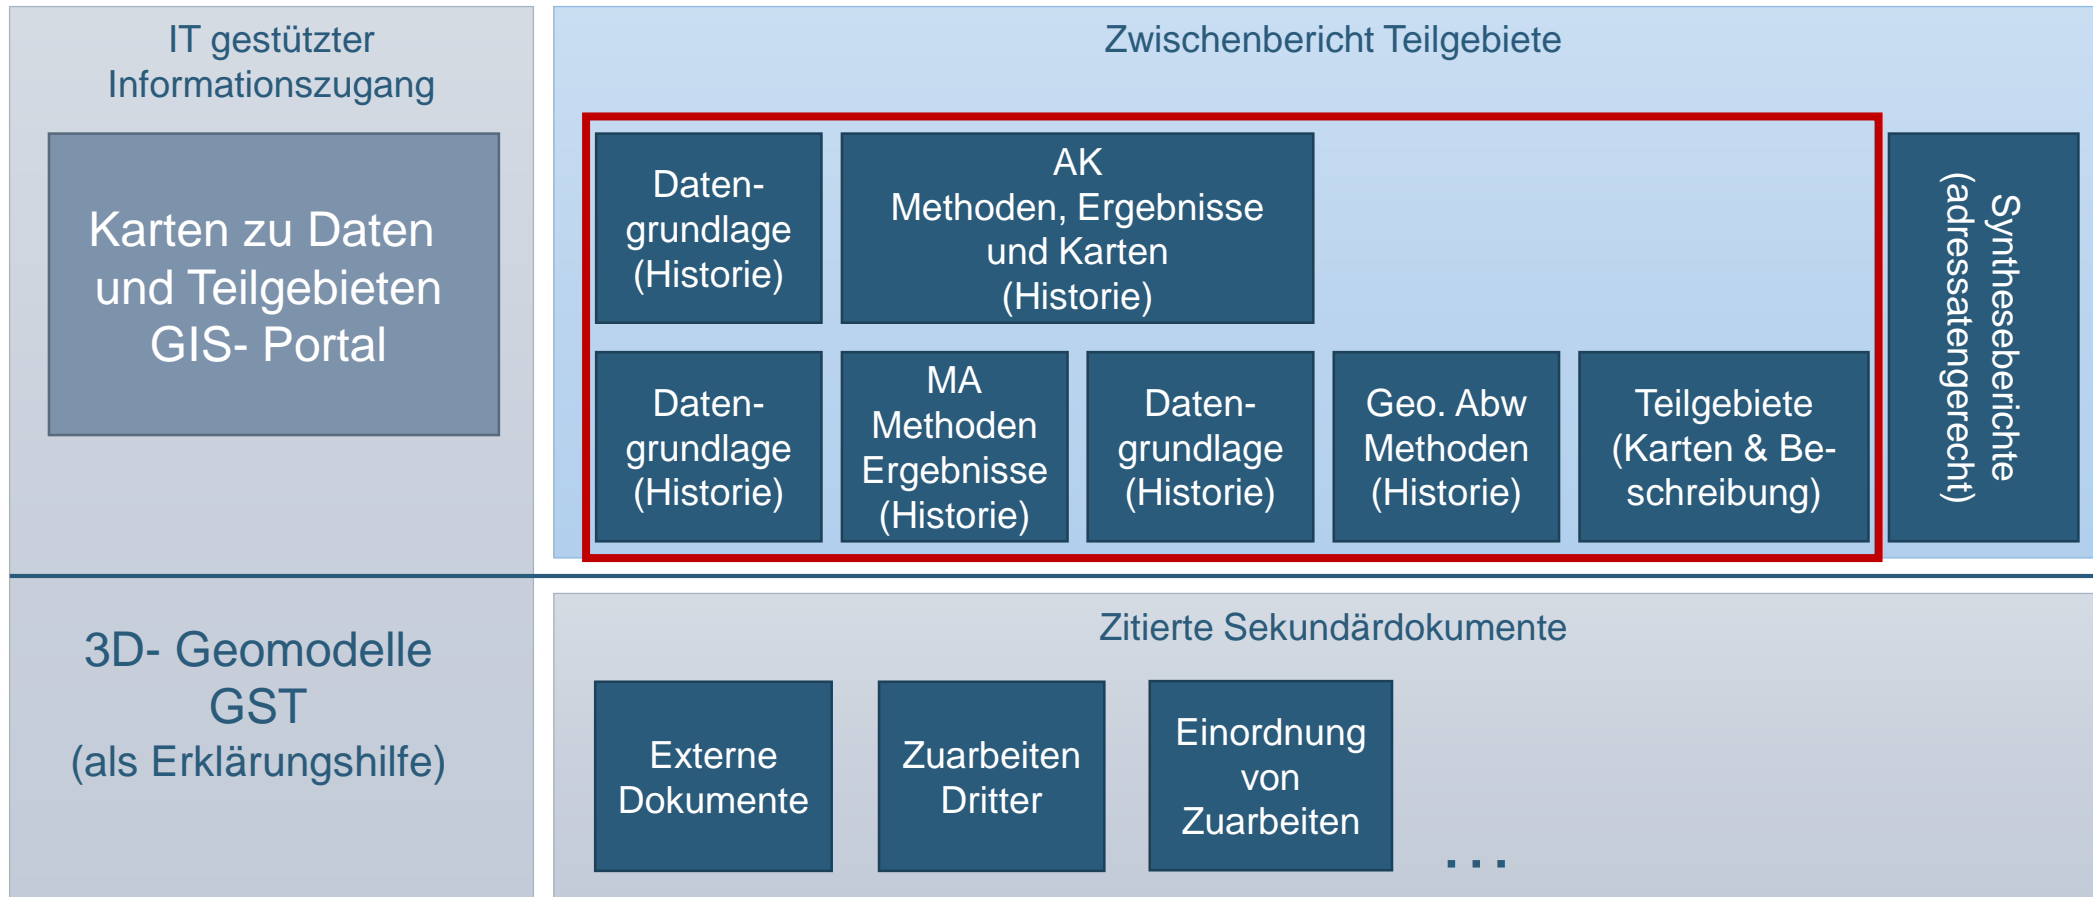 IT gestützter
Informationszugang
Karten zu Daten
und Teilgebieten
GIS- Portal
3D- Geomodelle
GST
(als Erklärungshilfe)
Zwischenbericht Teilgebiete
Daten-
grundlage
(Historie)
AK
Methoden, Ergebnisse
und Karten
(Historie)
Daten-
grundlage
(Historie)
MA
Methoden
Ergebnisse
(Historie)
Daten-
grundlage
(Historie)
Geo. Abw
Methoden
(Historie)
Teilgebiete
(Karten & Be-
schreibung)
Syntheseberichte
(adressatengerecht)
Zitierte Sekundärdokumente
Externe
Dokumente
Zuarbeiten
Dritter
Einordnung
von
Zuarbeiten
...